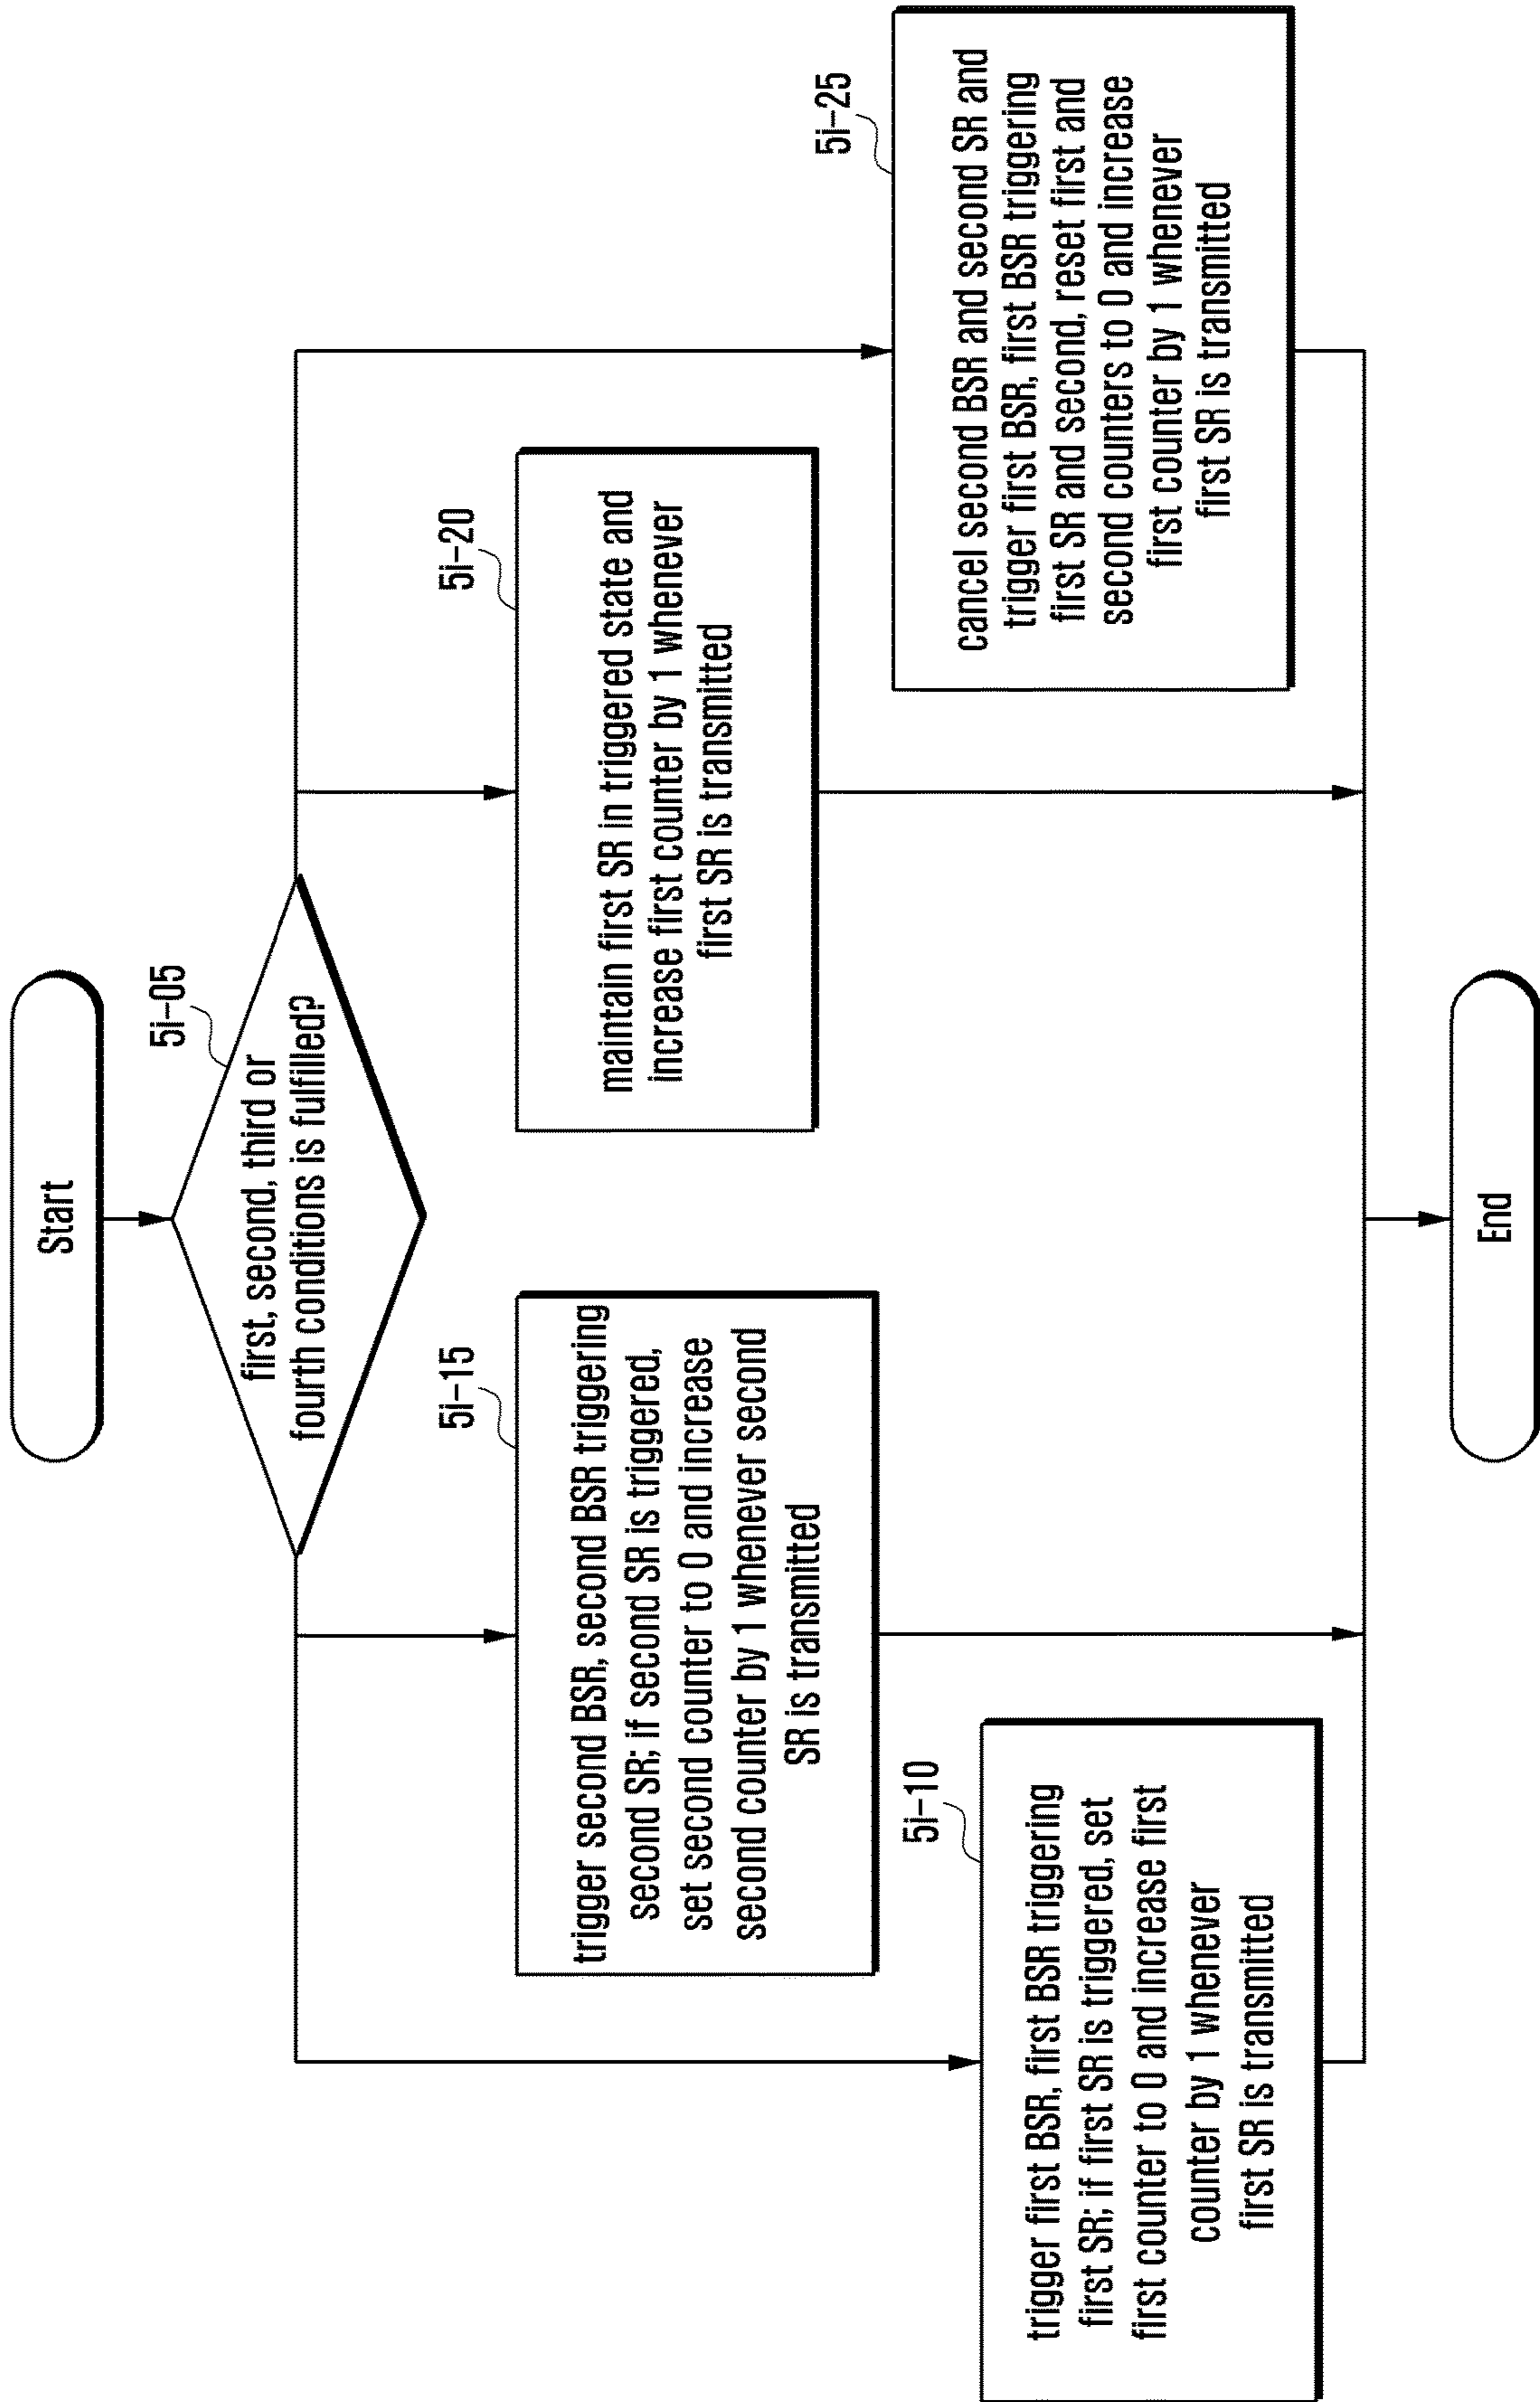 Start
5i-05
first, second, third or
fourth conditions is fulfilled?
5i-10
trigger first BSR, first BSR triggering
first SR; if first SR is triggered, set
first counter to 0 and increase first
counter by 1 whenever
first SR is transmitted
5i-15
trigger second BSR, second BSR triggering
second SR; if second SR is triggered,
set second counter to 0 and increase
second counter by 1 whenever second
SR is transmitted
5i-20
maintain first SR in triggered state and
increase first counter by 1 whenever
first SR is transmitted
5i-25
cancel second BSR and second SR and
trigger first BSR, first BSR triggering
first SR and second, reset first and
second counters to 0 and increase
first counter by 1 whenever
first SR is transmitted
End